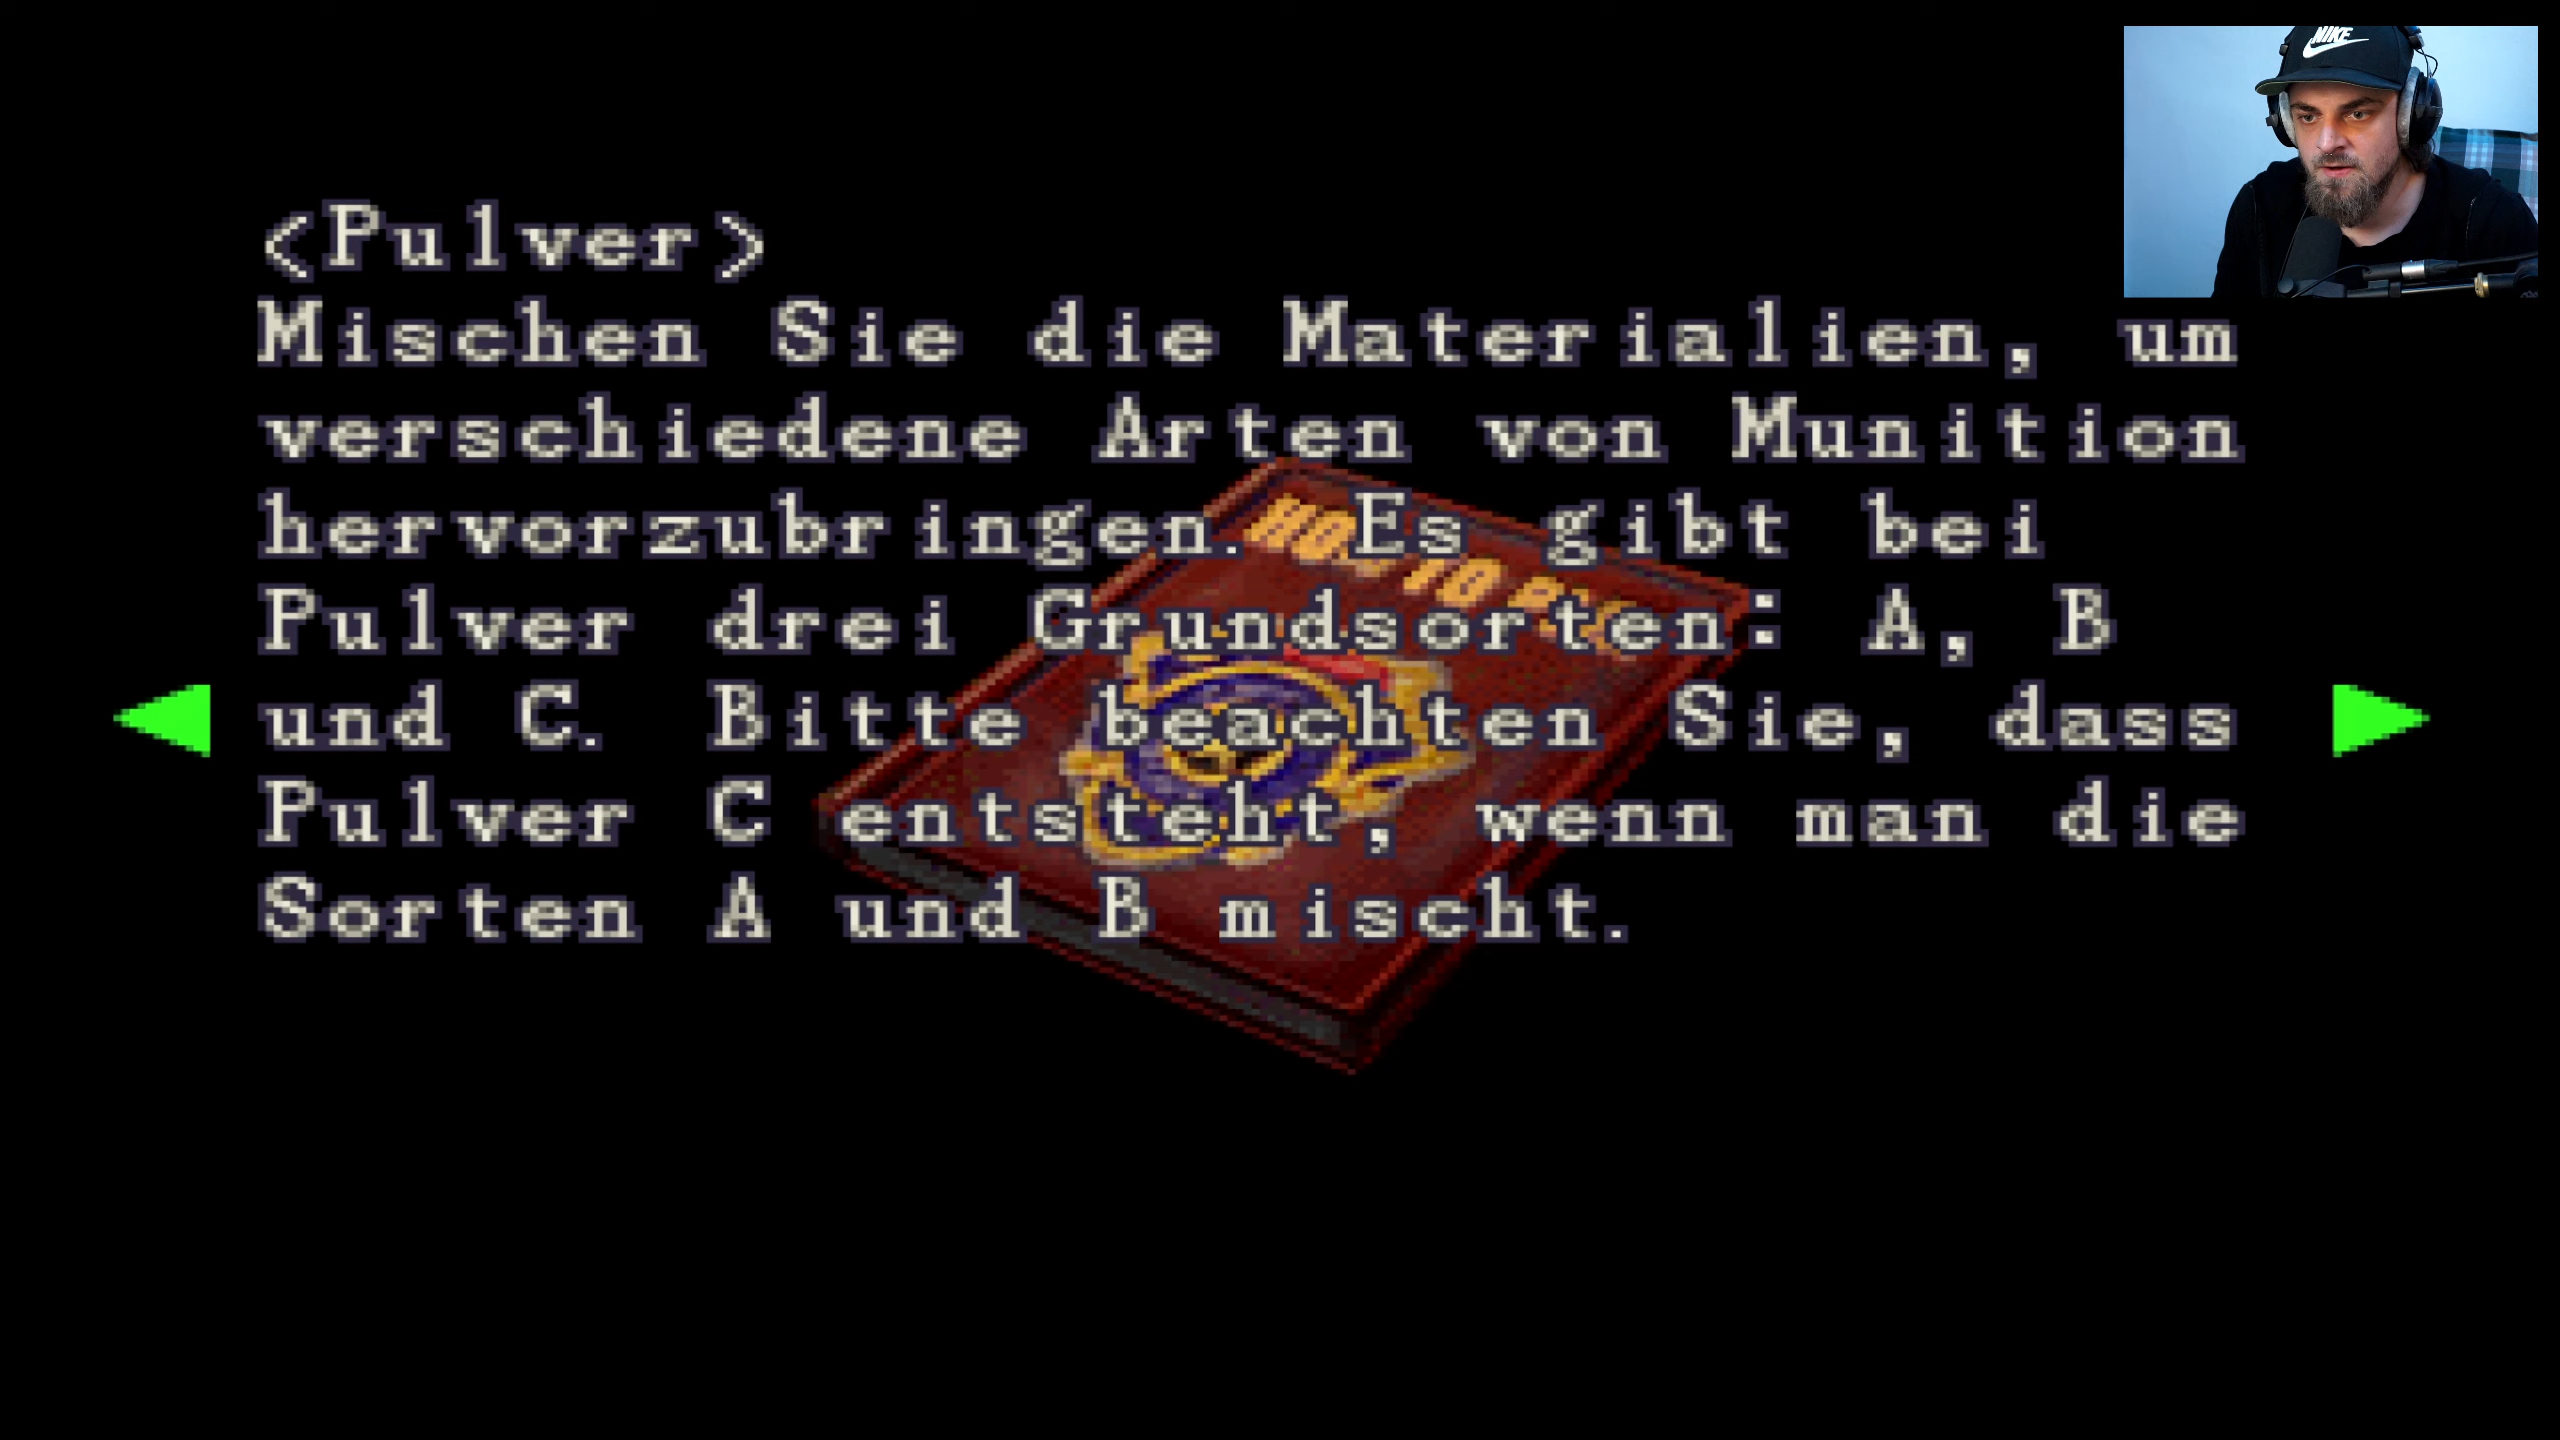 NIKE
<Pulver>
Mischen Sie die Materialien, um
verschiedene Arten von Munition
hervorzubringen. Es gibt bei
Pulver drei Grundsorten: A, B
und C. Bitte beachten Sie, dass
Pulver C entsteht, wenn man die
Sorten A und B mischt.